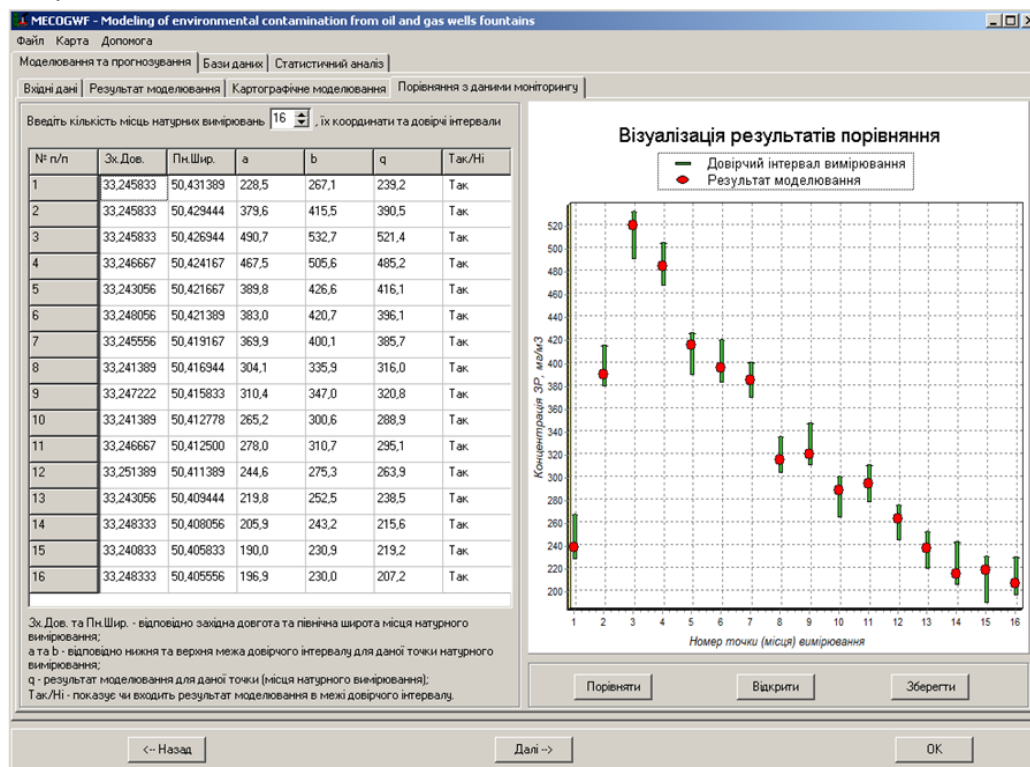 MECOGWF - Modeling of environmental contamination from oil and gas wells fountains
Файл Карта Допомога
Моделювання та прогнозування Бази даних Статистичний аналіз
Вхідні дані Результат моделювання Картографічне моделювання Порівняння з даними моніторингу
Введіть кількість місць натурних вимірювань 16 , їх координати та довірчі інтервали
№ п/п Зх.Дов. Пн.Шир. a b q Так/Ні
1 33,245833 50,431389 228,5 267,1 239,2 Так
2 33,245833 50,429444 379,6 415,5 390,5 Так
3 33,245833 50,426944 490,7 532,7 521,4 Так
4 33,246667 50,424167 467,5 505,6 485,2 Так
5 33,243056 50,421667 389,8 426,6 416,1 Так
6 33,248056 50,421389 383,0 420,7 396,1 Так
7 33,245556 50,419167 369,9 400,1 385,7 Так
8 33,241389 50,416944 304,1 335,9 316,0 Так
9 33,247222 50,415833 310,4 347,0 320,8 Так
10 33,241389 50,412778 265,2 300,6 288,9 Так
11 33,246667 50,412500 278,0 310,7 295,1 Так
12 33,251389 50,411389 244,6 275,3 263,9 Так
13 33,243056 50,409444 219,8 252,5 238,5 Так
14 33,248333 50,408056 205,9 243,2 215,6 Так
15 33,240833 50,405833 190,0 230,9 219,2 Так
16 33,248333 50,405556 196,9 230,0 207,2 Так
Зх.Дов. та Пн.Шир. - відповідно західна довгота та північна широта місця натурного
вимірювання;
а та b - відповідно нижня та верхня межа довірчого інтервалу для даної точки натурного
вимірювання;
q - результат моделювання для даної точки (місця натурного вимірювання);
Так/Ні - показує чи входить результат моделювання в межі довірчого інтервалу.
Візуалізація результатів порівняння
Довірчий інтервал вимірювання
Результат моделювання
Концентрація ЗР, мг/м3
520
500
480
460
440
420
400
380
360
340
320
300
280
260
240
220
200
1 2 3 4 5 6 7 8 9 10 11 12 13 14 15 16
Номер точки (місця) вимірювання
Порівняти Відкрити Зберегти
<-- Назад Далі --> OK